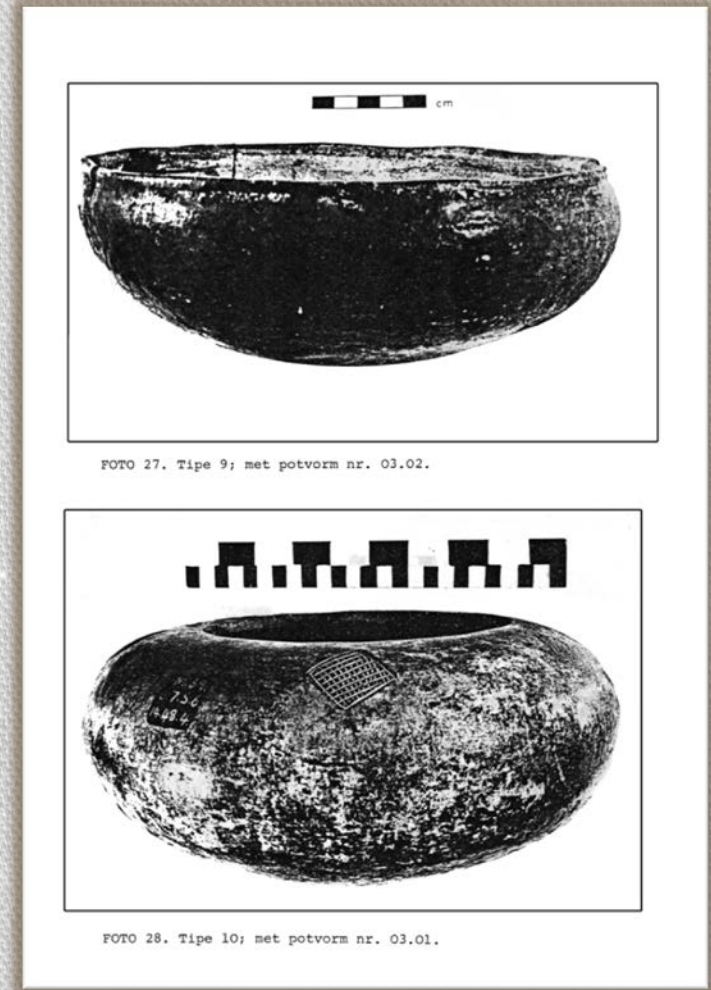 cm
FOTO 27. Tipe 9; met potvorm nr. 03.02.
FOTO 28. Tipe 10; met potvorm nr. 03.01.